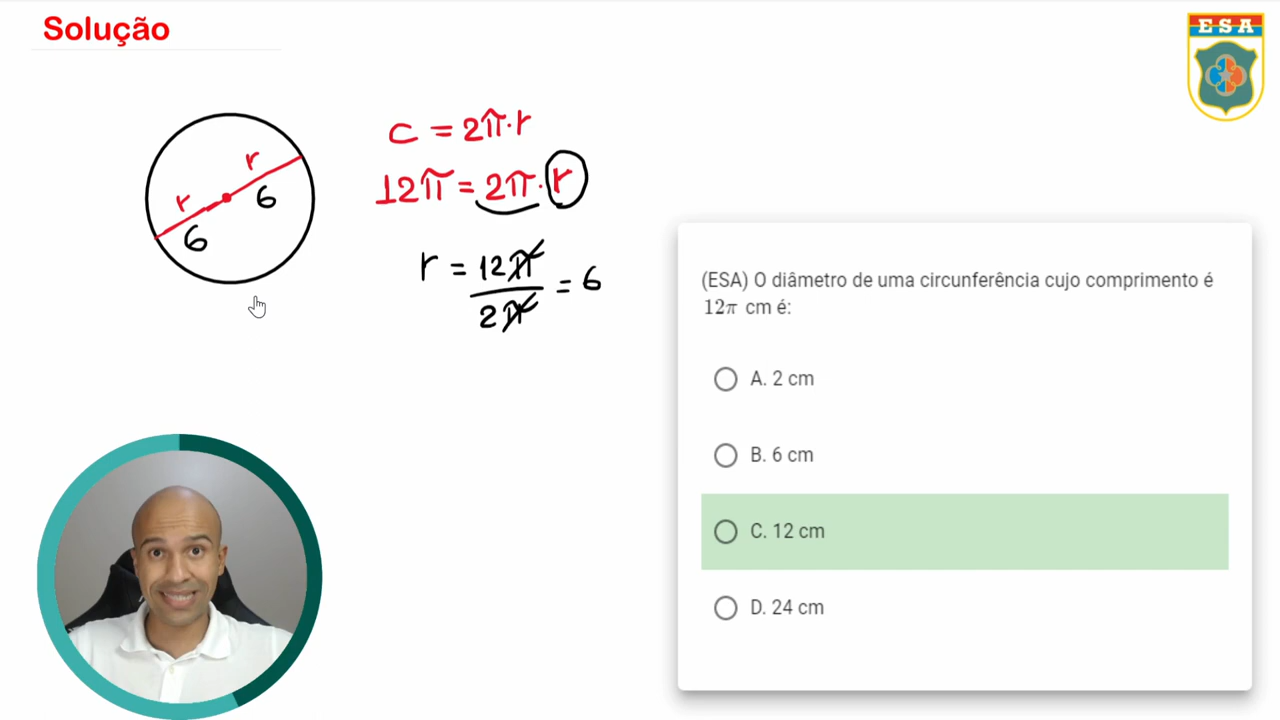 Solução
ESA
r
r
6
6
C = 2π·r
12π = 2π·r
r = 12π/2π = 6
(ESA) O diâmetro de uma circunferência cujo comprimento é
12π cm é:
A. 2 cm
B. 6 cm
C. 12 cm
D. 24 cm